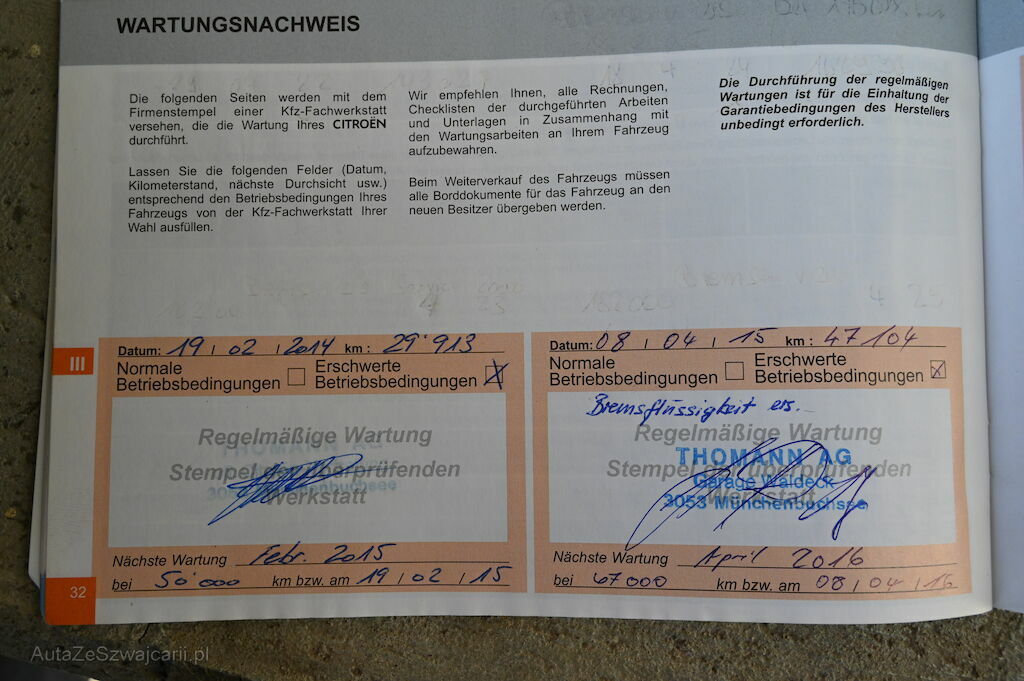 WARTUNGSNACHWEIS
Die folgenden Seiten werden mit dem
Firmenstempel einer Kfz-Fachwerkstatt
versehen, die die Wartung Ihres CITROËN
durchführt.
Lassen Sie die folgenden Felder (Datum,
Kilometerstand, nächste Durchsicht usw.)
entsprechend den Betriebsbedingungen Ihres
Fahrzeugs von der Kfz-Fachwerkstatt Ihrer
Wahl ausfüllen.
Wir empfehlen Ihnen, alle Rechnungen,
Checklisten der durchgeführten Arbeiten
und Unterlagen in Zusammenhang mit
den Wartungsarbeiten an Ihrem Fahrzeug
aufzubewahren.
Beim Weiterverkauf des Fahrzeugs müssen
alle Borddokumente für das Fahrzeug an den
neuen Besitzer übergeben werden.
Die Durchführung der regelmäßigen
Wartungen ist für die Einhaltung der
Garantiebedingungen des Herstellers
unbedingt erforderlich.
III
Datum: 19 / 02 / 2014 km : 29'913
Normale
Betriebsbedingungen
Erschwerte
Betriebsbedingungen
Regelmäßige Wartung
THOMANN AG
Stempel der überprüfenden
3053 Münchenbuchsee
Werkstatt
Nächste Wartung Febr. 2015
bei 50'000 km bzw. am 19 / 02 / 15
Datum: 08 / 04 / 15 km : 47'104
Normale
Betriebsbedingungen
Erschwerte
Betriebsbedingungen
Bremsflüssigkeit ers.
Regelmäßige Wartung
THOMANN AG
Stempel der überprüfenden
Garage Waldeck
Werkstatt
3053 Münchenbuchsee
Nächste Wartung April 2016
bei 67000 km bzw. am 08 / 04 / 16
32
AutaZeSzwajcarii.pl